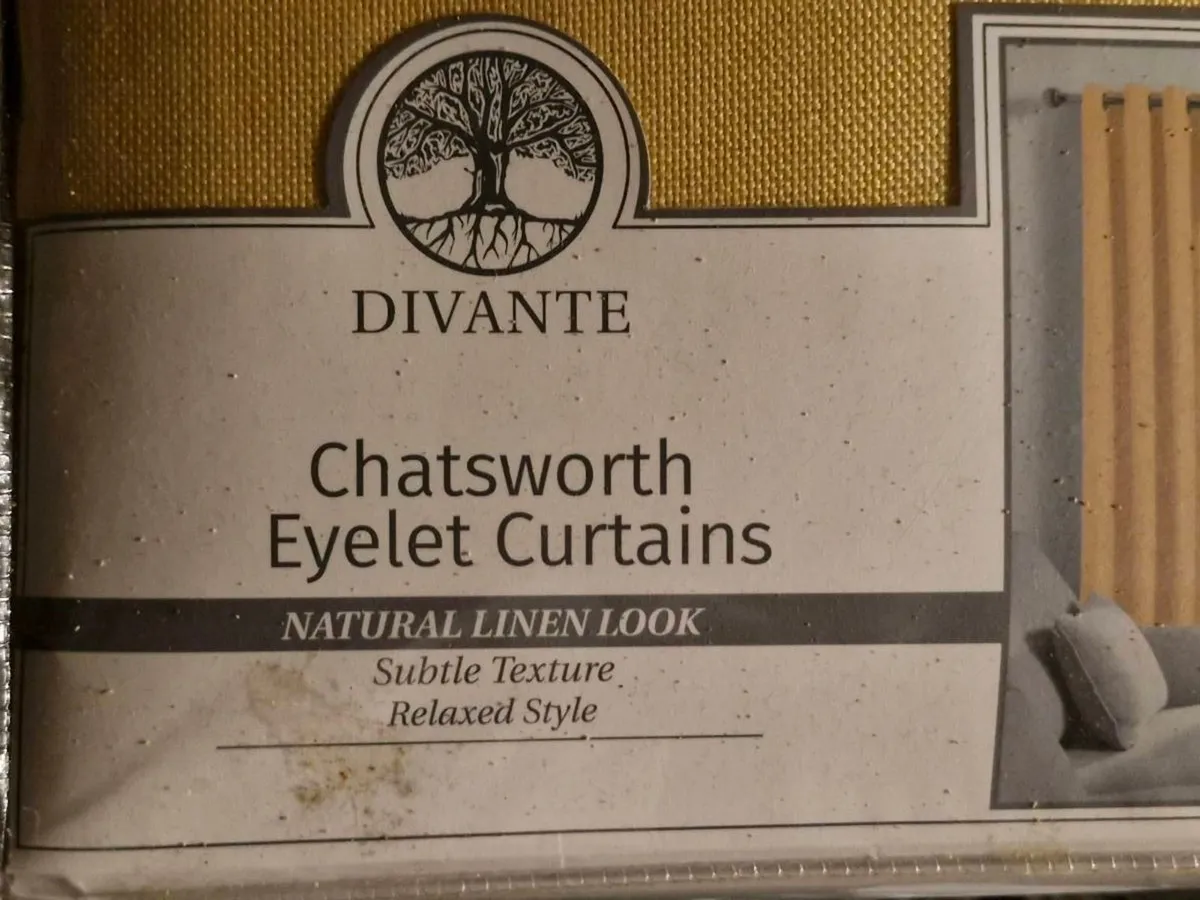 DIVANTE
Chatsworth
Eyelet Curtains
NATURAL LINEN LOOK
Subtle Texture
Relaxed Style